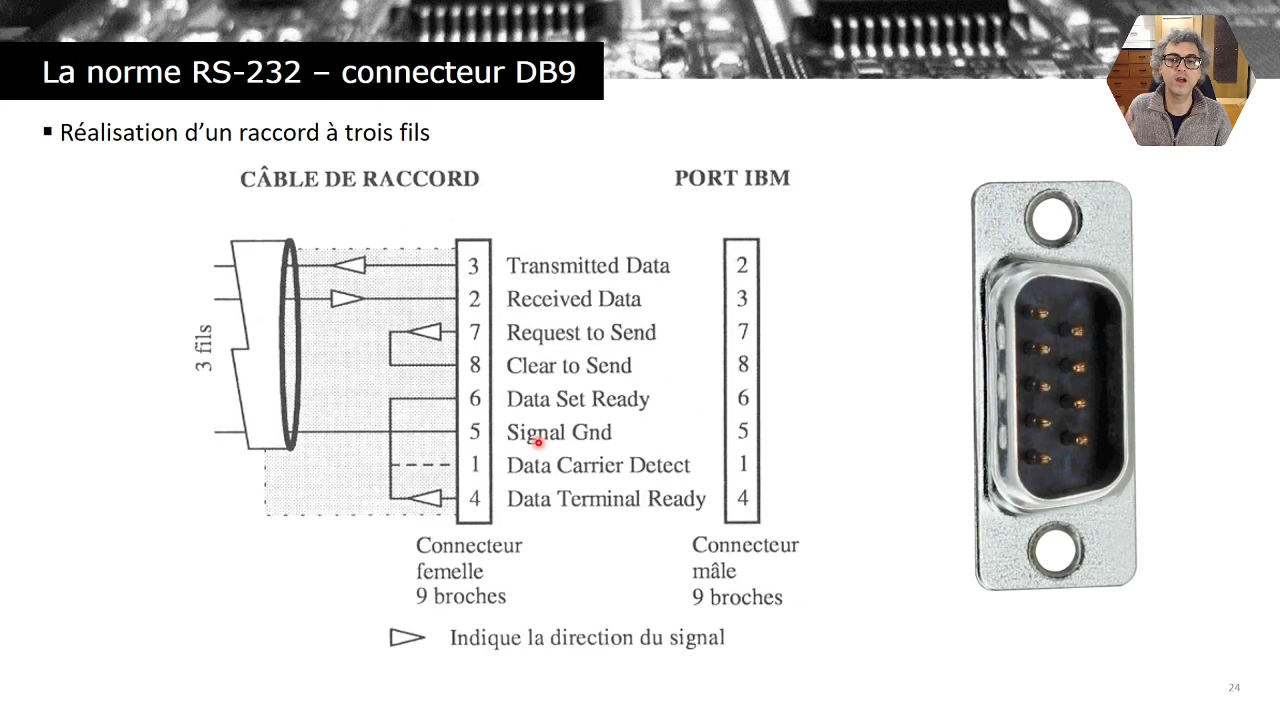 La norme RS-232 – connecteur DB9
▪ Réalisation d’un raccord à trois fils
CÂBLE DE RACCORD
PORT IBM
3 fils
3 Transmitted Data 2
2 Received Data 3
7 Request to Send 7
8 Clear to Send 8
6 Data Set Ready 6
5 Signal Gnd 5
1 Data Carrier Detect 1
4 Data Terminal Ready 4
Connecteur
femelle
9 broches
Connecteur
mâle
9 broches
Indique la direction du signal
24